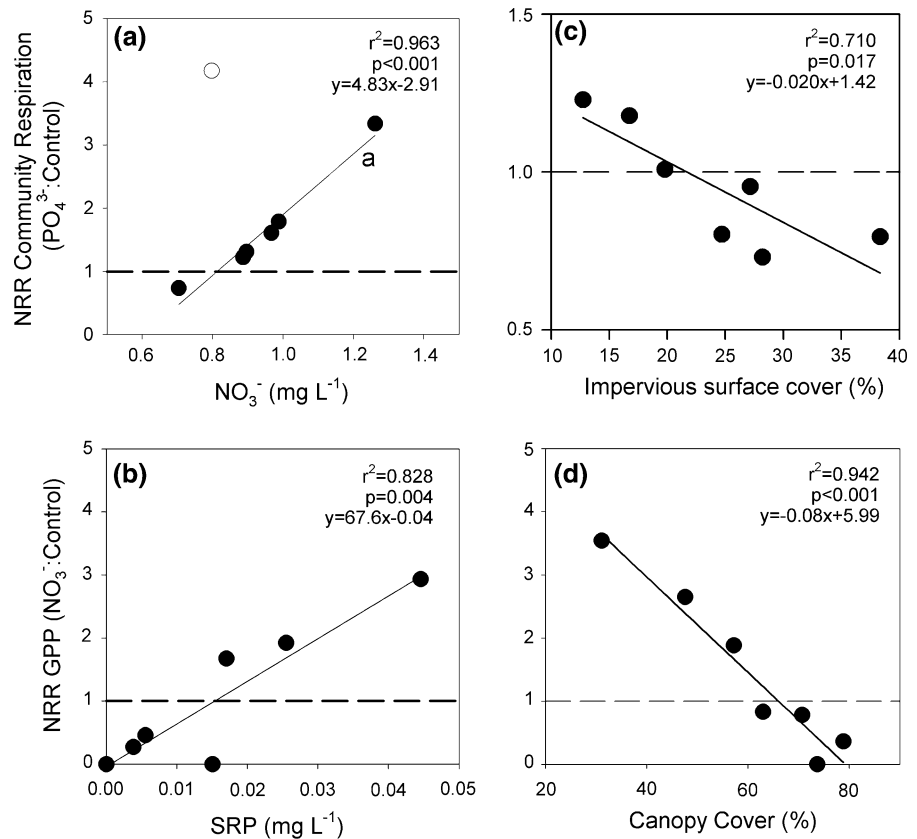 (a)
r²=0.963
p<0.001
y=4.83x-2.91
a
NRR Community Respiration
(PO₄³⁻:Control)
5
4
3
2
1
0
0.6 0.8 1.0 1.2 1.4
NO₃⁻ (mg L⁻¹)
(c)
r²=0.710
p=0.017
y=-0.020x+1.42
1.5
1.0
0.5
10 15 20 25 30 35 40
Impervious surface cover (%)
(b)
r²=0.828
p=0.004
y=67.6x-0.04
NRR GPP (NO₃⁻:Control)
5
4
3
2
1
0
0.00 0.01 0.02 0.03 0.04 0.05
SRP (mg L⁻¹)
(d)
r²=0.942
p<0.001
y=-0.08x+5.99
5
4
3
2
1
0
20 40 60 80
Canopy Cover (%)